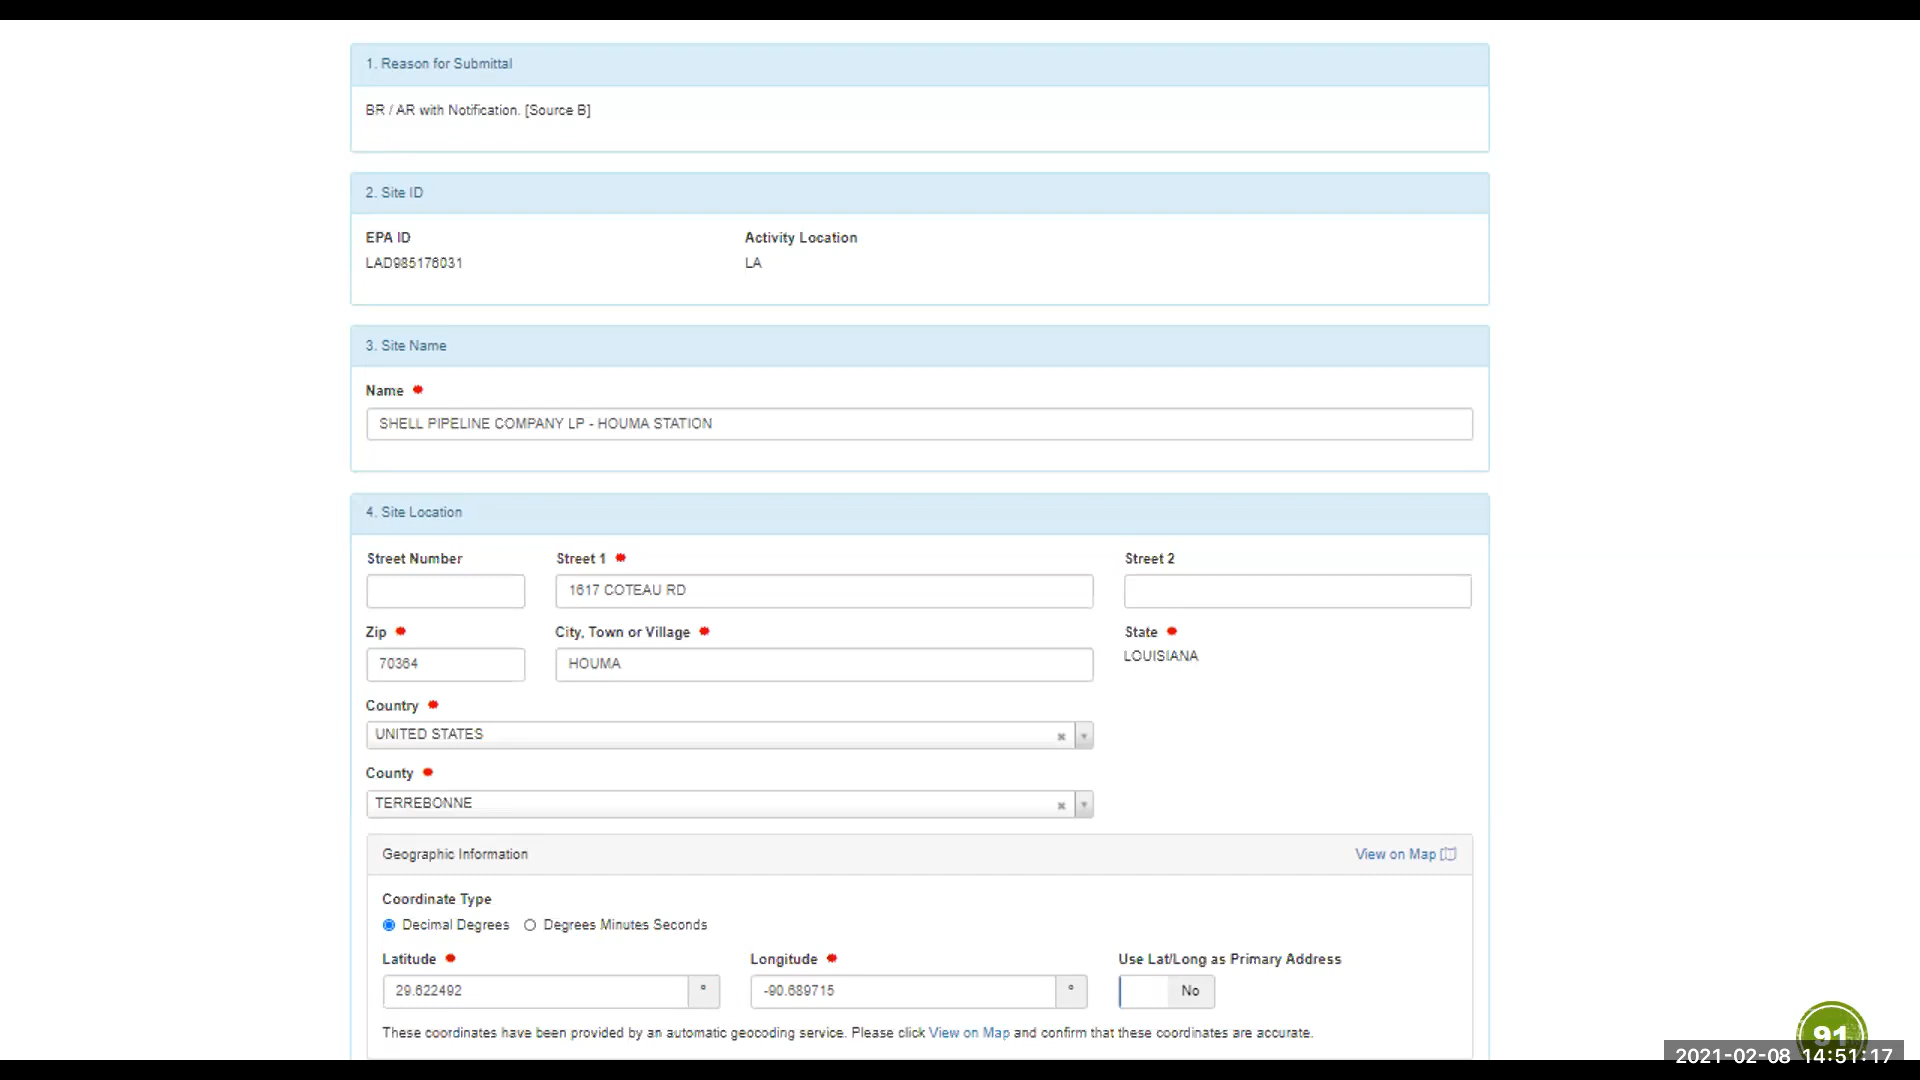 1. Reason for Submittal
BR / AR with Notification. [Source B]
2. Site ID
EPA ID
Activity Location
LAD985176031
LA
3. Site Name
Name
SHELL PIPELINE COMPANY LP - HOUMA STATION
4. Site Location
Street Number
Street 1
Street 2
1617 COTEAU RD
Zip
City, Town or Village
State
70364
HOUMA
LOUISIANA
Country
UNITED STATES
County
TERREBONNE
Geographic Information
View on Map
Coordinate Type
Decimal Degrees
Degrees Minutes Seconds
Latitude
Longitude
Use Lat/Long as Primary Address
29.622492 °
-90.689715 °
No
These coordinates have been provided by an automatic geocoding service. Please click View on Map and confirm that these coordinates are accurate.
91
2021-02-08 14:51:17